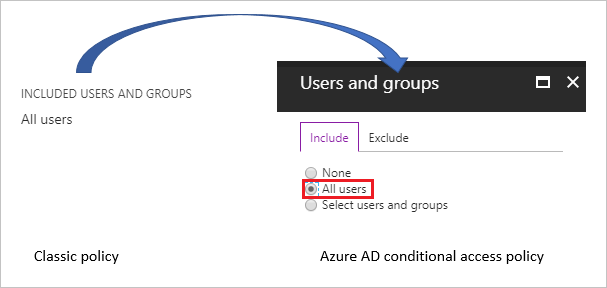 INCLUDED USERS AND GROUPS
All users
Users and groups
Include Exclude
None
All users
Select users and groups
Classic policy
Azure AD conditional access policy